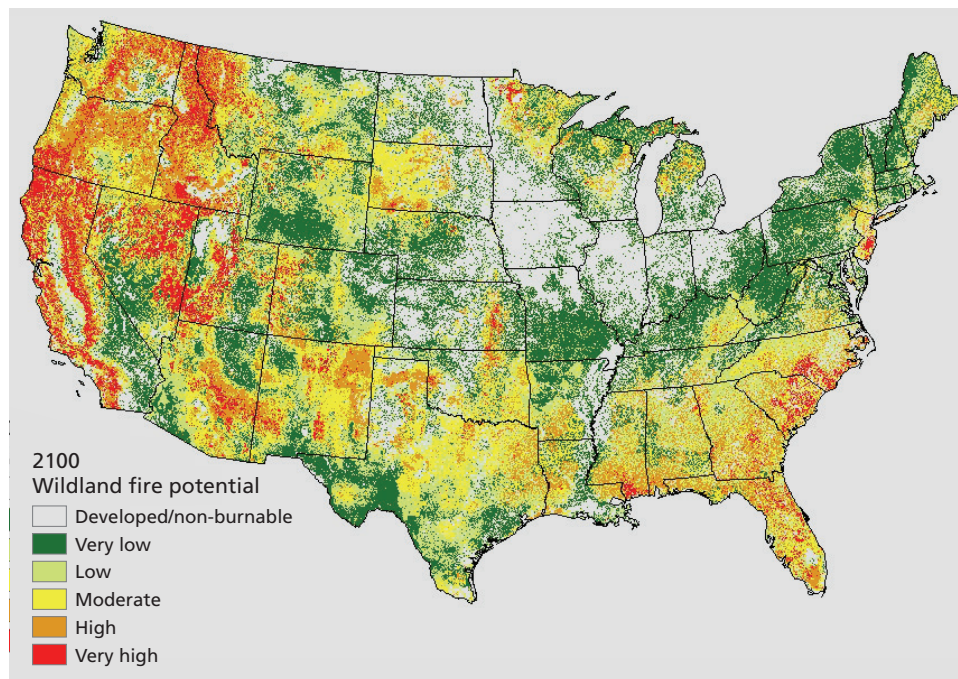 2100
Wildland fire potential
Developed/non-burnable
Very low
Low
Moderate
High
Very high